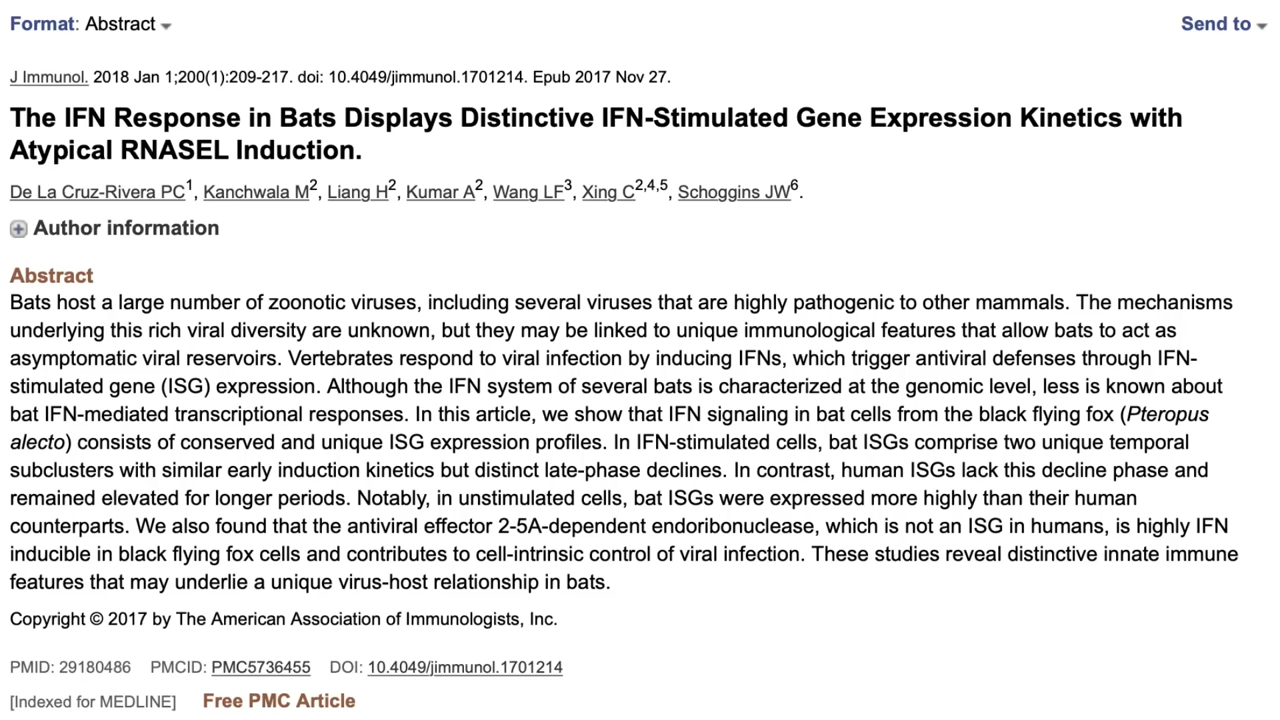 Format: Abstract
Send to
J Immunol. 2018 Jan 1;200(1):209-217. doi: 10.4049/jimmunol.1701214. Epub 2017 Nov 27.
The IFN Response in Bats Displays Distinctive IFN-Stimulated Gene Expression Kinetics with
Atypical RNASEL Induction.
De La Cruz-Rivera PC1, Kanchwala M2, Liang H2, Kumar A2, Wang LF3, Xing C2,4,5, Schoggins JW6.
Author information
Abstract
Bats host a large number of zoonotic viruses, including several viruses that are highly pathogenic to other mammals. The mechanisms
underlying this rich viral diversity are unknown, but they may be linked to unique immunological features that allow bats to act as
asymptomatic viral reservoirs. Vertebrates respond to viral infection by inducing IFNs, which trigger antiviral defenses through IFN-
stimulated gene (ISG) expression. Although the IFN system of several bats is characterized at the genomic level, less is known about
bat IFN-mediated transcriptional responses. In this article, we show that IFN signaling in bat cells from the black flying fox (Pteropus
alecto) consists of conserved and unique ISG expression profiles. In IFN-stimulated cells, bat ISGs comprise two unique temporal
subclusters with similar early induction kinetics but distinct late-phase declines. In contrast, human ISGs lack this decline phase and
remained elevated for longer periods. Notably, in unstimulated cells, bat ISGs were expressed more highly than their human
counterparts. We also found that the antiviral effector 2-5A-dependent endoribonuclease, which is not an ISG in humans, is highly IFN
inducible in black flying fox cells and contributes to cell-intrinsic control of viral infection. These studies reveal distinctive innate immune
features that may underlie a unique virus-host relationship in bats.
Copyright © 2017 by The American Association of Immunologists, Inc.
PMID: 29180486 PMCID: PMC5736455 DOI: 10.4049/jimmunol.1701214
[Indexed for MEDLINE] Free PMC Article